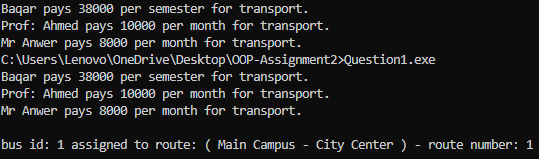 Baqar pays 38000 per semester for transport.
Prof: Ahmed pays 10000 per month for transport.
Mr Anwer pays 8000 per month for transport.
C:\Users\Lenovo\OneDrive\Desktop\OOP-Assignment2>Question1.exe
Baqar pays 38000 per semester for transport.
Prof: Ahmed pays 10000 per month for transport.
Mr Anwer pays 8000 per month for transport.
bus id: 1 assigned to route: ( Main Campus - City Center ) - route number: 1